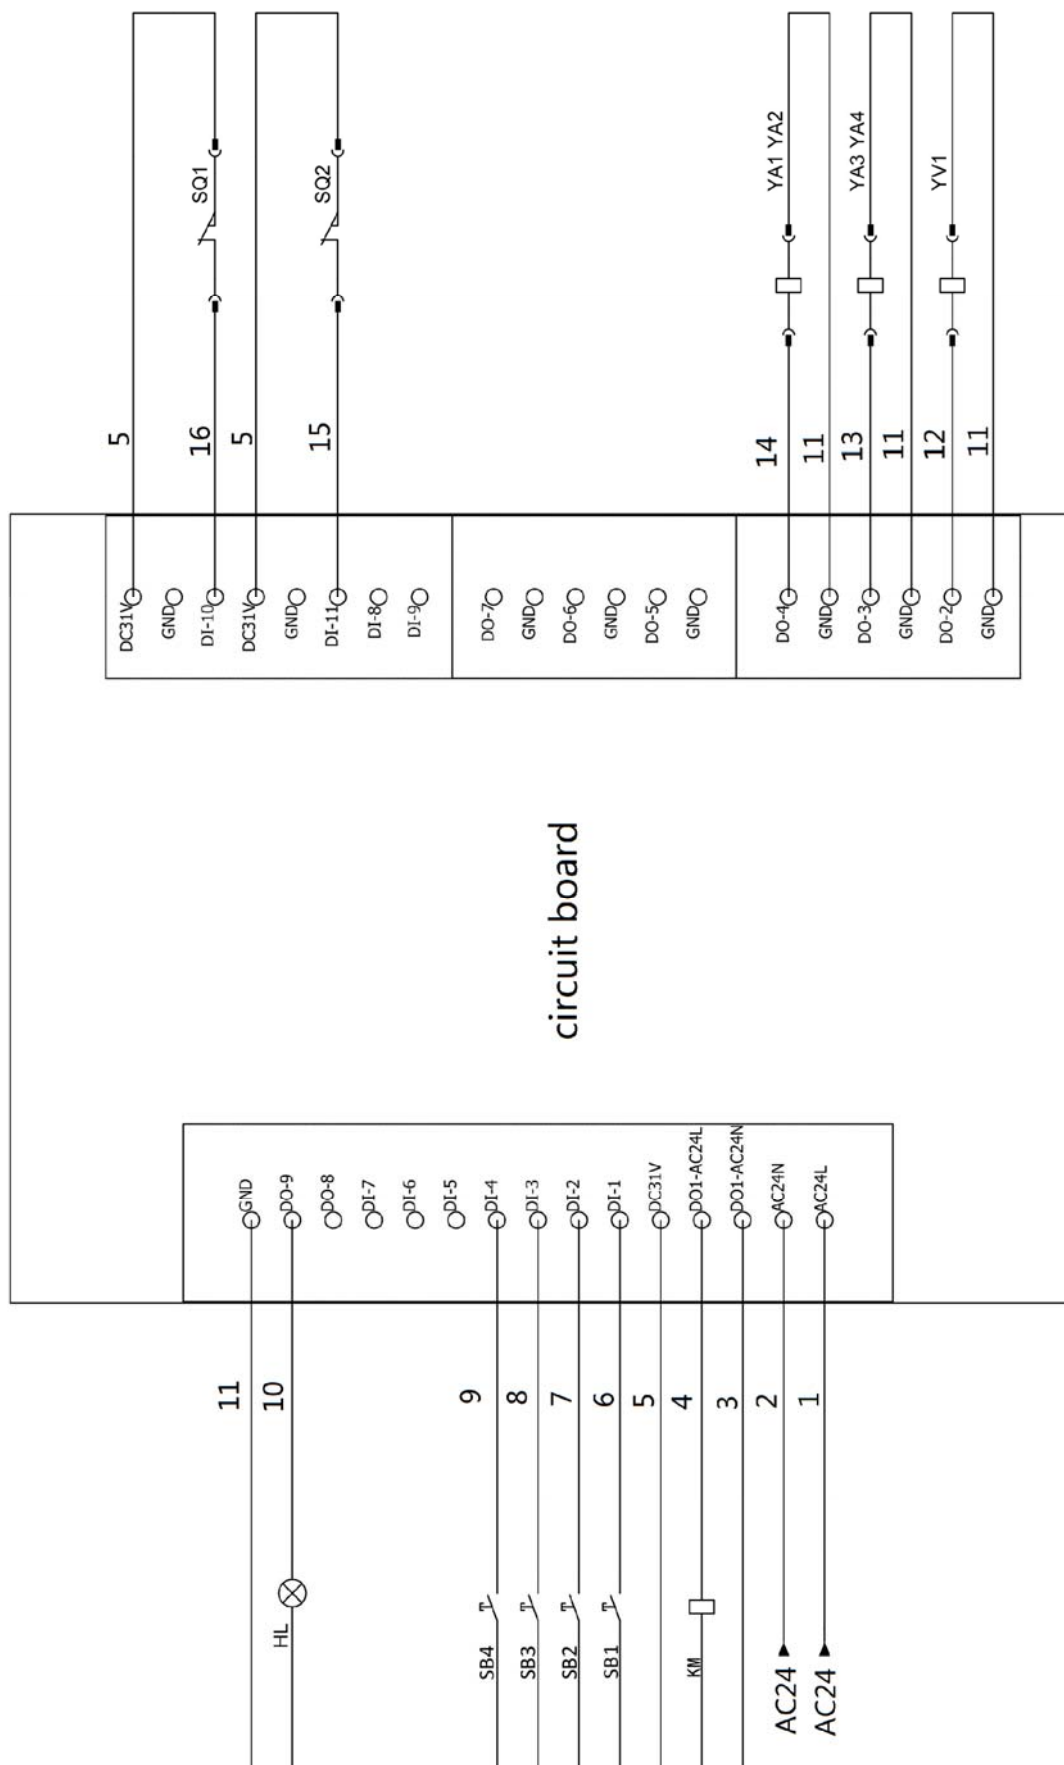 5
16
5
15
14
11
13
11
12
11
SQ1
SQ2
YA1 YA2
YA3 YA4
YV1
DC31V
GND
DI-10
DC31V
GND
DI-11
DI-8
DI-9
DO-7
GND
DO-6
GND
DO-5
GND
DO-4
GND
DO-3
GND
DO-2
GND
circuit board
GND
DO-9
DO-8
DI-7
DI-6
DI-5
DI-4
DI-3
DI-2
DI-1
DC31V
DO1-AC24L
DO1-AC24N
AC24N
AC24L
11
10
9
8
7
6
5
4
3
2
1
HL
SB4
SB3
SB2
SB1
KM
AC24
AC24